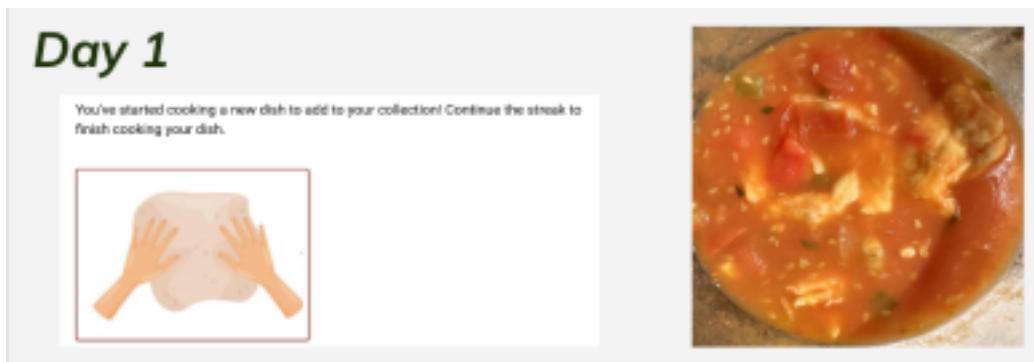 Day 1
You've started cooking a new dish to add to your collection! Continue the streak to
finish cooking your dish.